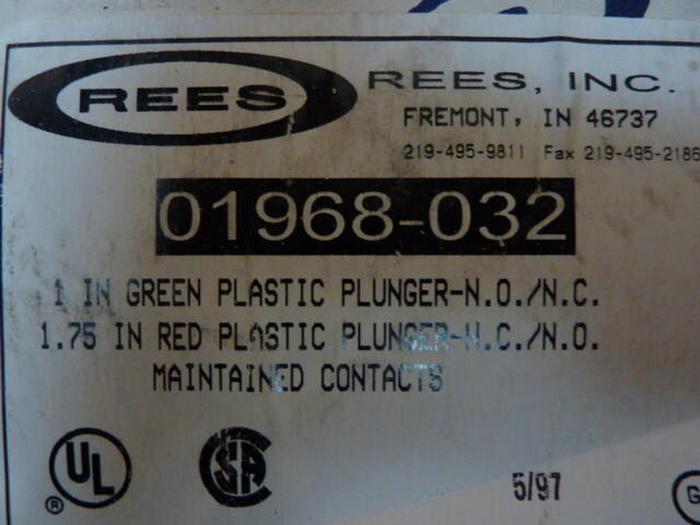 REES
REES, INC.
FREMONT, IN 46737
219-495-9811 Fax 219-495-2186
01968-032
1 IN GREEN PLASTIC PLUNGER-N.O./N.C.
1.75 IN RED PLASTIC PLUNGER-N.C./N.O.
MAINTAINED CONTACTS
UL ®
SA
5/97